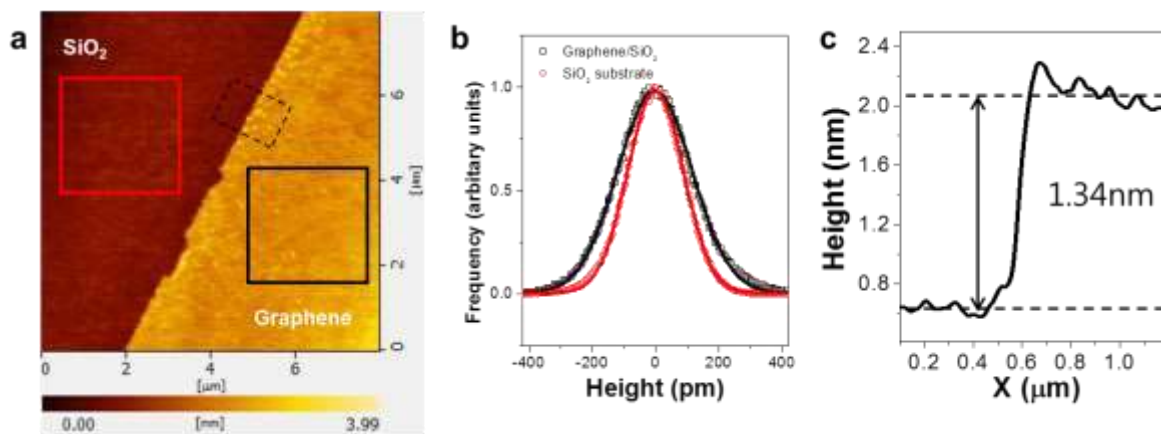 a
SiO2
Graphene
0 2 4 6
[μm]
0 2 4 6
[μm]
0.00 [nm] 3.99
b
Graphene/SiO2
SiO2 substrate
Frequency (arbitary units)
1.0
0.5
0.0
-400 -200 0 200 400
Height (pm)
c
Height (nm)
2.4
2.0
1.6
1.2
0.8
1.34nm
0.2 0.4 0.6 0.8 1.0
X (μm)